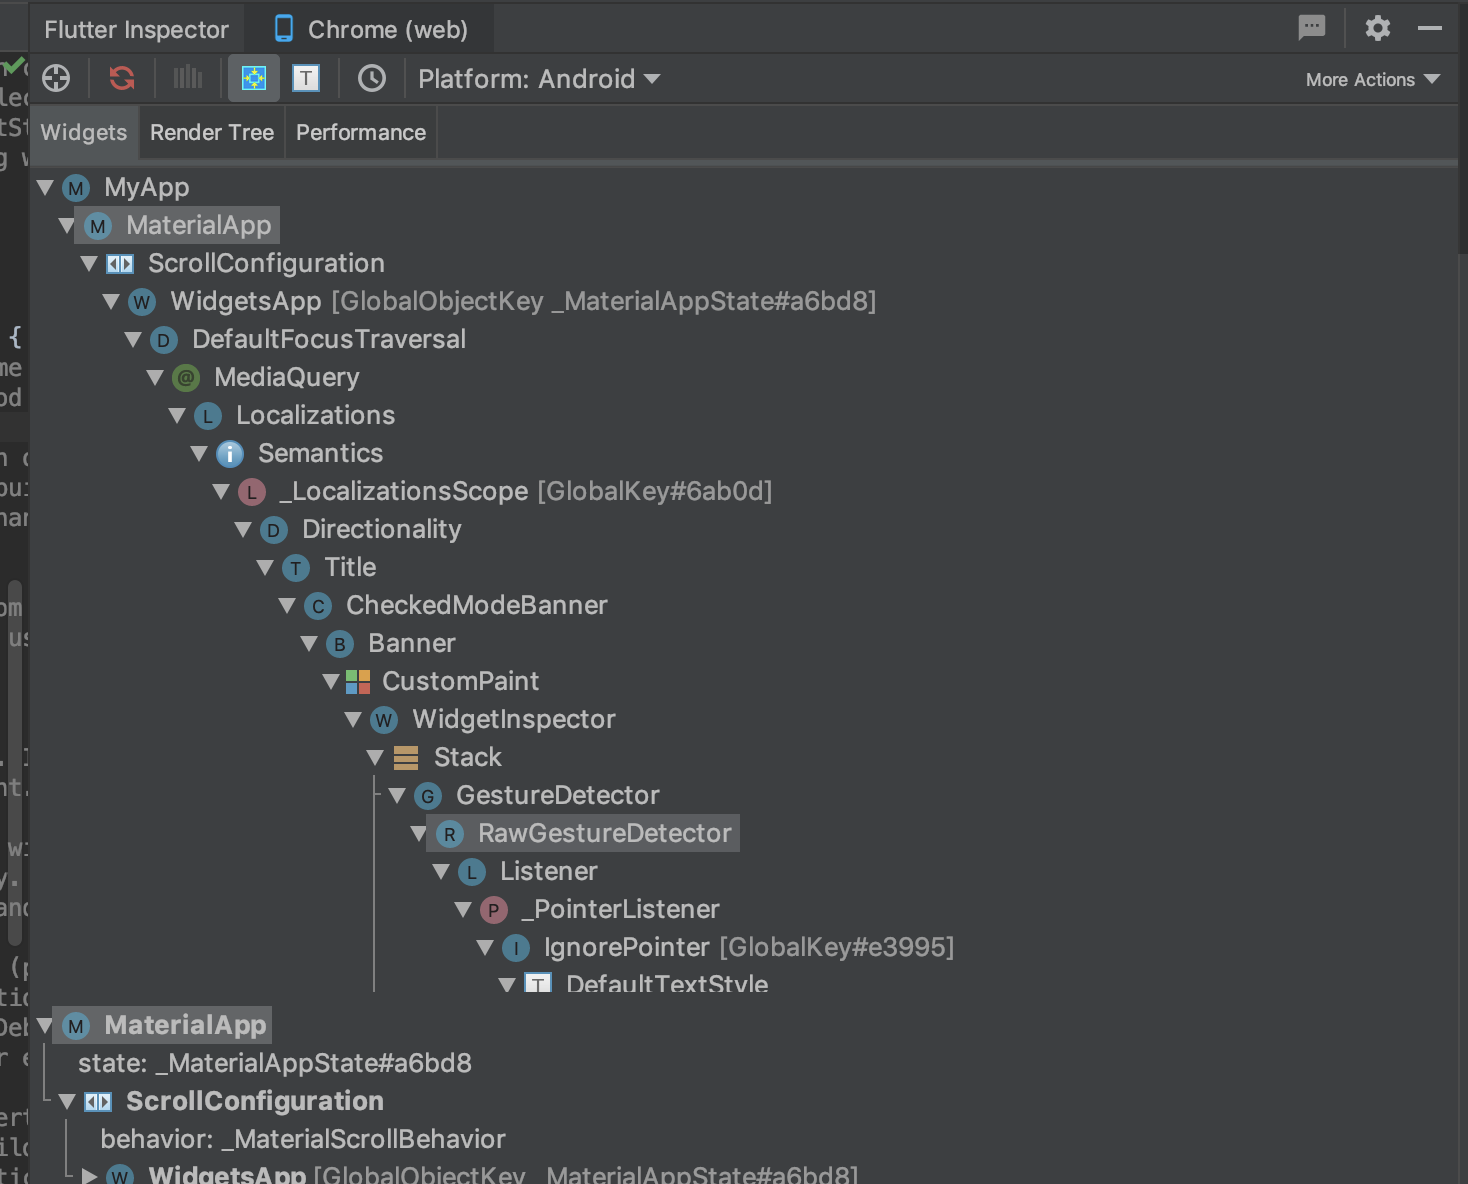 Flutter Inspector
Chrome (web)
Platform: Android
More Actions
Widgets
Render Tree
Performance
MyApp
MaterialApp
ScrollConfiguration
WidgetsApp [GlobalObjectKey _MaterialAppState#a6bd8]
DefaultFocusTraversal
MediaQuery
Localizations
Semantics
_LocalizationsScope [GlobalKey#6ab0d]
Directionality
Title
CheckedModeBanner
Banner
CustomPaint
WidgetInspector
Stack
GestureDetector
RawGestureDetector
Listener
_PointerListener
IgnorePointer [GlobalKey#e3995]
DefaultTextStyle
MaterialApp
state: _MaterialAppState#a6bd8
ScrollConfiguration
behavior: _MaterialScrollBehavior
WidgetsApp [GlobalObjectKey _MaterialAppState#a6bd8]